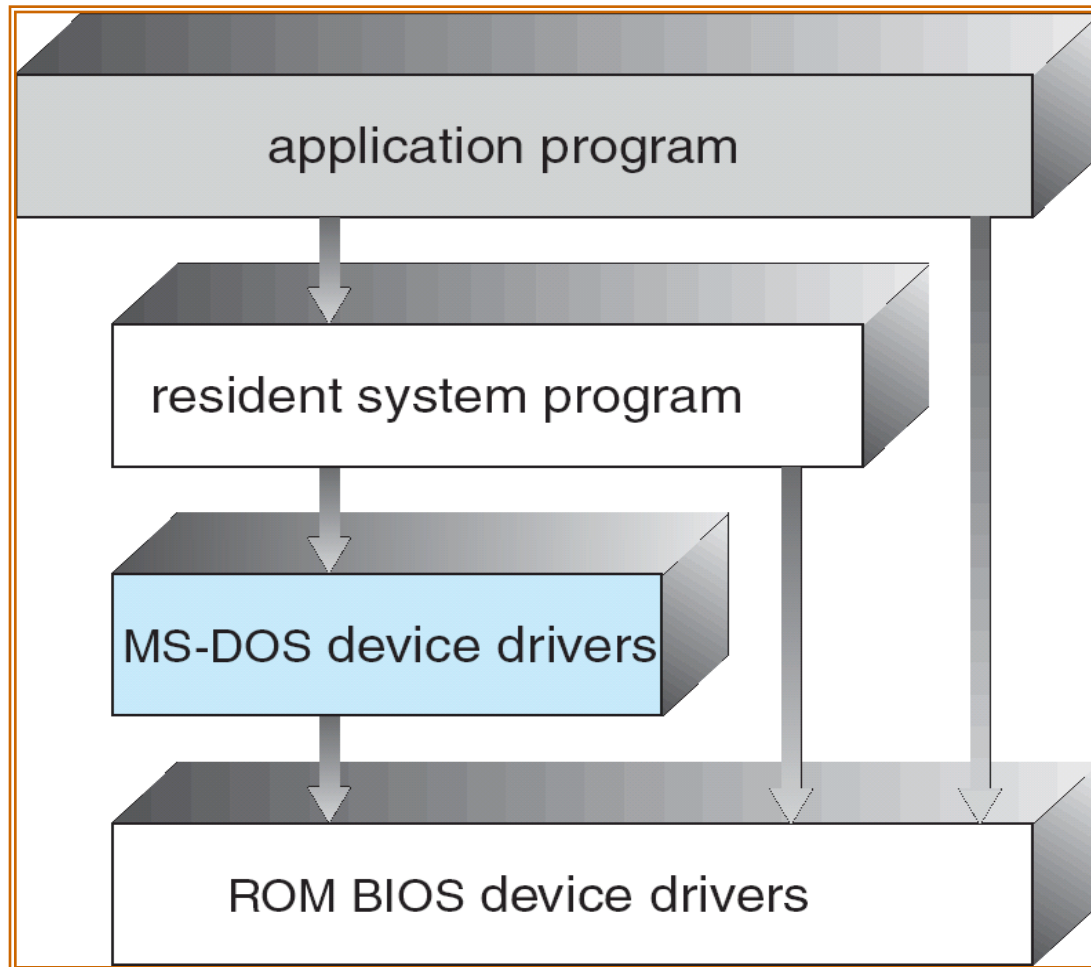 application program
resident system program
MS-DOS device drivers
ROM BIOS device drivers